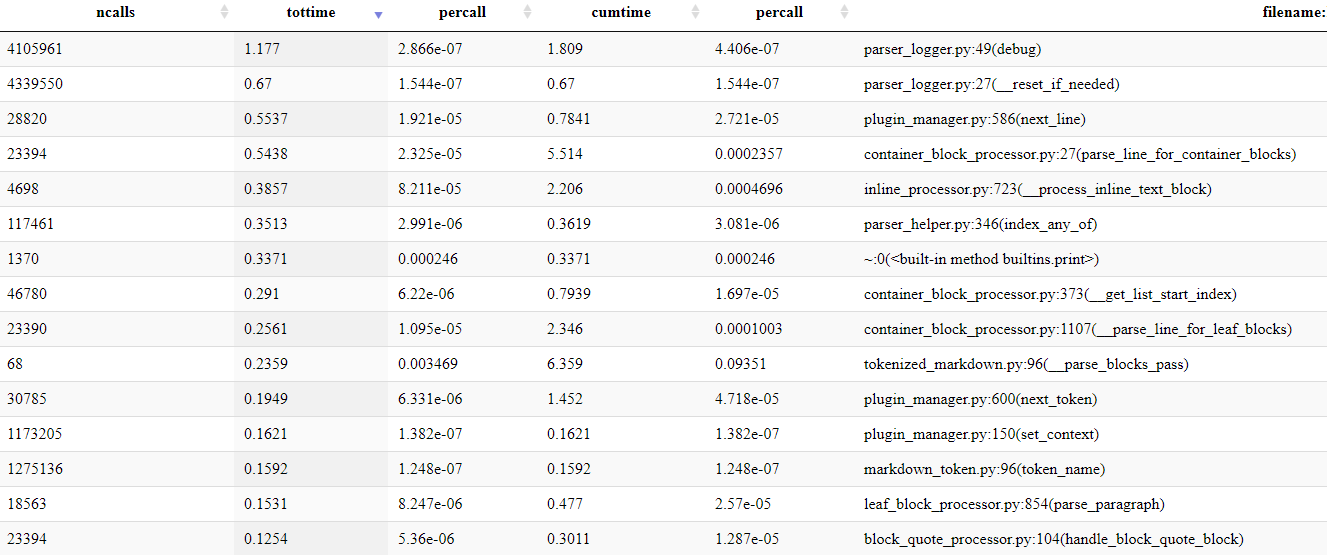 ncalls tottime percall cumtime percall filename:
4105961 1.177 2.866e-07 1.809 4.406e-07 parser_logger.py:49(debug)
4339550 0.67 1.544e-07 0.67 1.544e-07 parser_logger.py:27(__reset_if_needed)
28820 0.5537 1.921e-05 0.7841 2.721e-05 plugin_manager.py:586(next_line)
23394 0.5438 2.325e-05 5.514 0.0002357 container_block_processor.py:27(parse_line_for_container_blocks)
4698 0.3857 8.211e-05 2.206 0.0004696 inline_processor.py:723(__process_inline_text_block)
117461 0.3513 2.991e-06 0.3619 3.081e-06 parser_helper.py:346(index_any_of)
1370 0.3371 0.000246 0.3371 0.000246 ~:0(<built-in method builtins.print>)
46780 0.291 6.22e-06 0.7939 1.697e-05 container_block_processor.py:373(__get_list_start_index)
23390 0.2561 1.095e-05 2.346 0.0001003 container_block_processor.py:1107(__parse_line_for_leaf_blocks)
68 0.2359 0.003469 6.359 0.09351 tokenized_markdown.py:96(__parse_blocks_pass)
30785 0.1949 6.331e-06 1.452 4.718e-05 plugin_manager.py:600(next_token)
1173205 0.1621 1.382e-07 0.1621 1.382e-07 plugin_manager.py:150(set_context)
1275136 0.1592 1.248e-07 0.1592 1.248e-07 markdown_token.py:96(token_name)
18563 0.1531 8.247e-06 0.477 2.57e-05 leaf_block_processor.py:854(parse_paragraph)
23394 0.1254 5.36e-06 0.3011 1.287e-05 block_quote_processor.py:104(handle_block_quote_block)